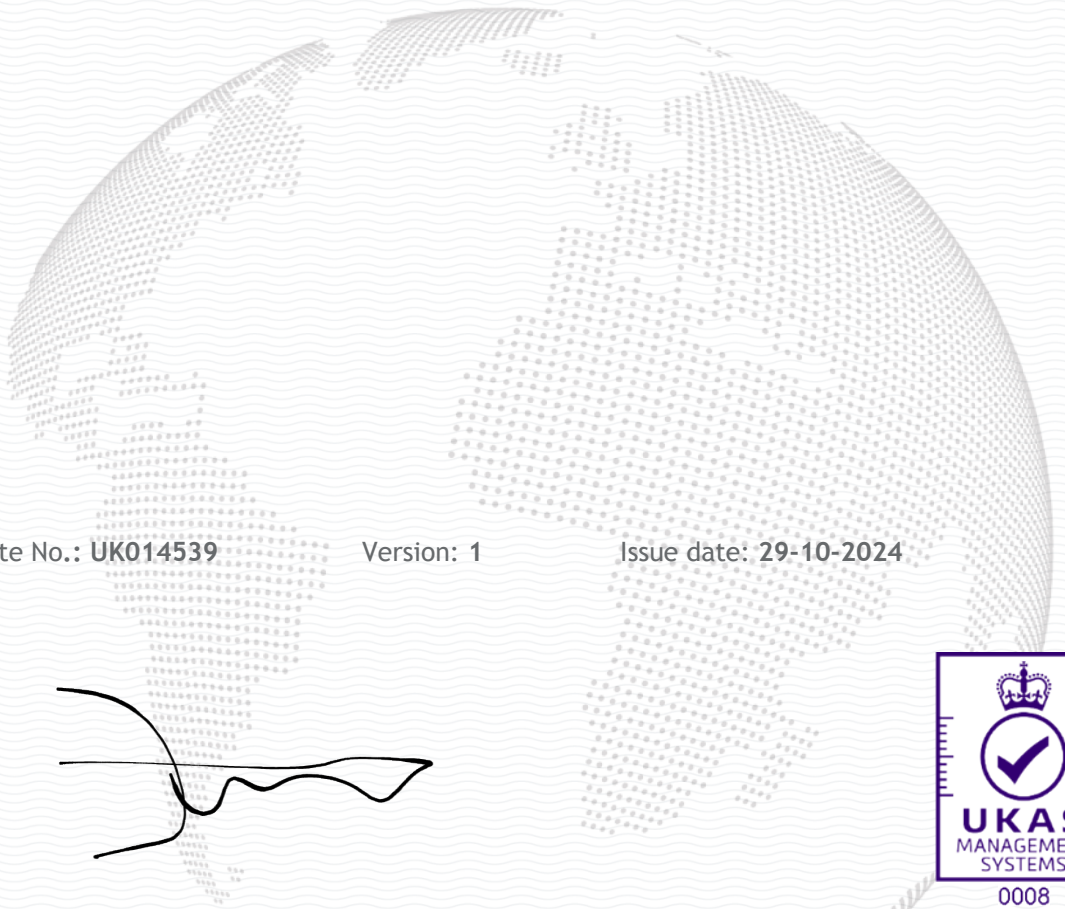 te No.: UK014539 Version: 1 Issue date: 29-10-2024
UKAS
MANAGEME
SYSTEMS
0008